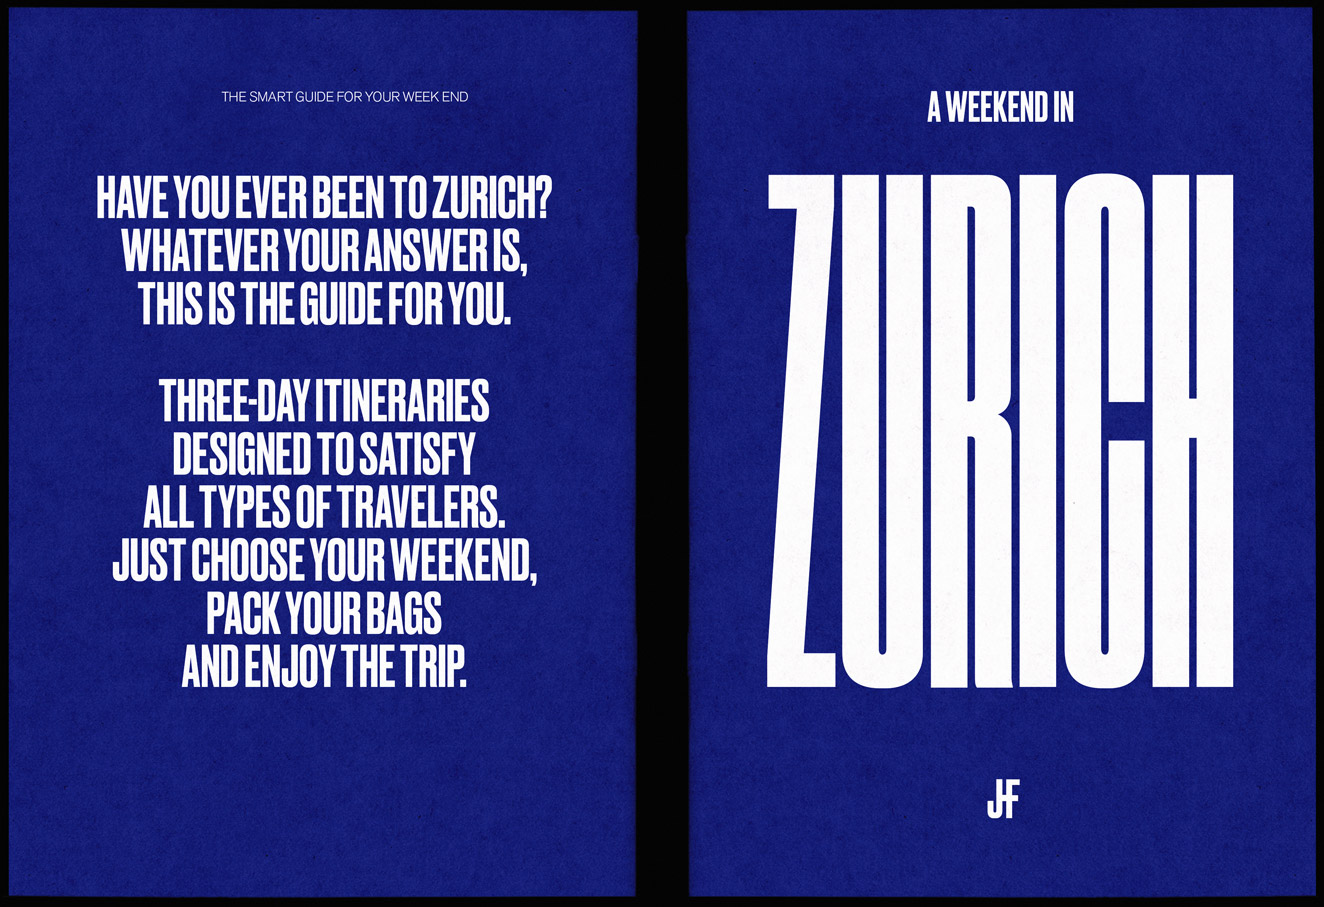 THE SMART GUIDE FOR YOUR WEEK END
HAVE YOU EVER BEEN TO ZURICH?
WHATEVER YOUR ANSWER IS,
THIS IS THE GUIDE FOR YOU.
THREE-DAY ITINERARIES
DESIGNED TO SATISFY
ALL TYPES OF TRAVELERS.
JUST CHOOSE YOUR WEEKEND,
PACK YOUR BAGS
AND ENJOY THE TRIP.
A WEEKEND IN
ZURICH
JF